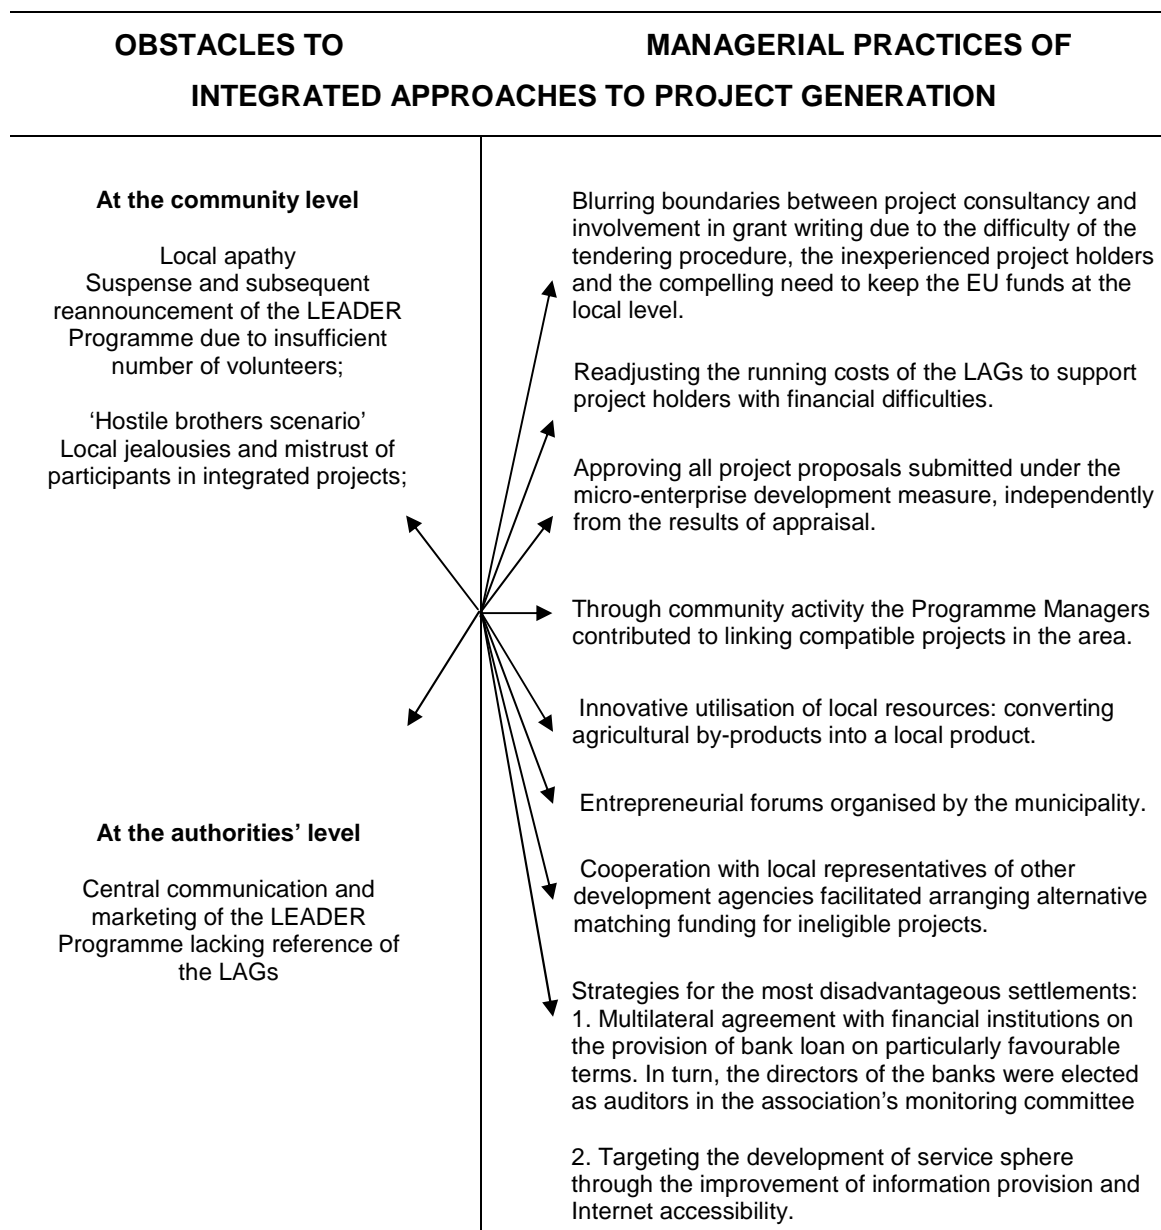 OBSTACLES TO
MANAGERIAL PRACTICES OF
INTEGRATED APPROACHES TO PROJECT GENERATION
At the community level
Local apathy
Suspense and subsequent
reannouncement of the LEADER
Programme due to insufficient
number of volunteers;
‘Hostile brothers scenario’
Local jealousies and mistrust of
participants in integrated projects;
At the authorities’ level
Central communication and
marketing of the LEADER
Programme lacking reference of
the LAGs
Blurring boundaries between project consultancy and
involvement in grant writing due to the difficulty of the
tendering procedure, the inexperienced project holders
and the compelling need to keep the EU funds at the
local level.
Readjusting the running costs of the LAGs to support
project holders with financial difficulties.
Approving all project proposals submitted under the
micro-enterprise development measure, independently
from the results of appraisal.
Through community activity the Programme Managers
contributed to linking compatible projects in the area.
Innovative utilisation of local resources: converting
agricultural by-products into a local product.
Entrepreneurial forums organised by the municipality.
Cooperation with local representatives of other
development agencies facilitated arranging alternative
matching funding for ineligible projects.
Strategies for the most disadvantageous settlements:
1. Multilateral agreement with financial institutions on
the provision of bank loan on particularly favourable
terms. In turn, the directors of the banks were elected
as auditors in the association’s monitoring committee
2. Targeting the development of service sphere
through the improvement of information provision and
Internet accessibility.